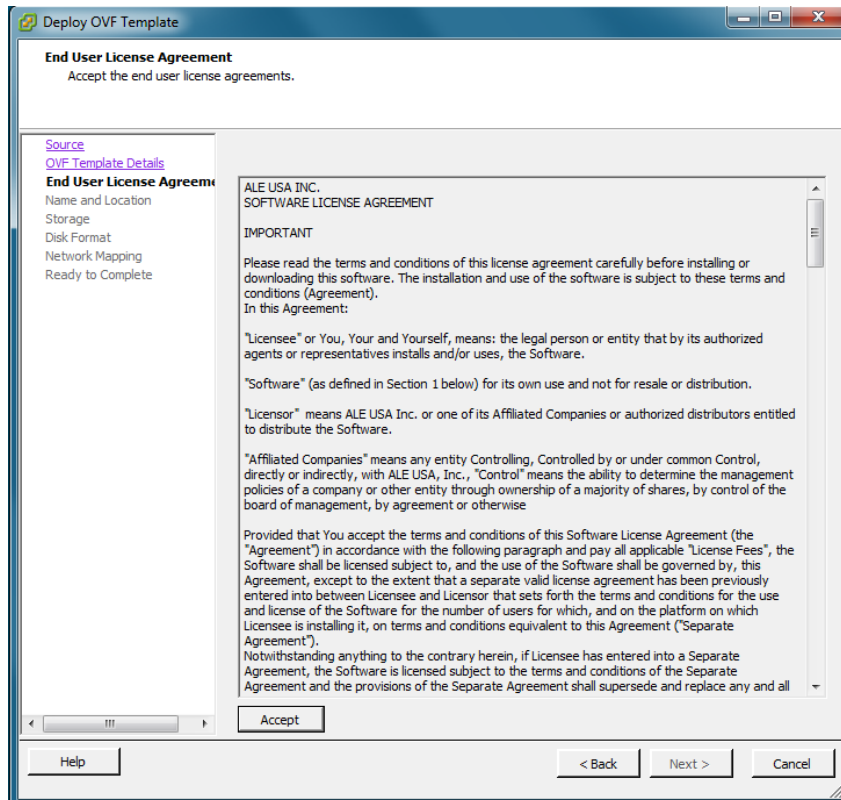 Deploy OVF Template
End User License Agreement
Accept the end user license agreements.
Source
OVF Template Details
End User License Agreeme
Name and Location
Storage
Disk Format
Network Mapping
Ready to Complete
ALE USA INC.
SOFTWARE LICENSE AGREEMENT
IMPORTANT
Please read the terms and conditions of this license agreement carefully before installing or
downloading this software. The installation and use of the software is subject to these terms and
conditions (Agreement).
In this Agreement:
"Licensee" or You, Your and Yourself, means: the legal person or entity that by its authorized
agents or representatives installs and/or uses, the Software.
"Software" (as defined in Section 1 below) for its own use and not for resale or distribution.
"Licensor"  means ALE USA Inc. or one of its Affiliated Companies or authorized distributors entitled
to distribute the Software.
"Affiliated Companies" means any entity Controlling, Controlled by or under common Control,
directly or indirectly, with ALE USA, Inc., "Control" means the ability to determine the management
policies of a company or other entity through ownership of a majority of shares, by control of the
board of management, by agreement or otherwise
Provided that You accept the terms and conditions of this Software License Agreement (the
"Agreement") in accordance with the following paragraph and pay all applicable "License Fees", the
Software shall be licensed subject to, and the use of the Software shall be governed by, this
Agreement, except to the extent that a separate valid license agreement has been previously
entered into between Licensee and Licensor that sets forth the terms and conditions for the use
and license of the Software for the number of users for which, and on the platform on which
Licensee is installing it, on terms and conditions equivalent to this Agreement ("Separate
Agreement").
Notwithstanding anything to the contrary herein, if Licensee has entered into a Separate
Agreement, the Software is licensed subject to the terms and conditions of the Separate
Agreement and the provisions of the Separate Agreement shall supersede and replace any and all
Accept
Help
< Back
Next >
Cancel